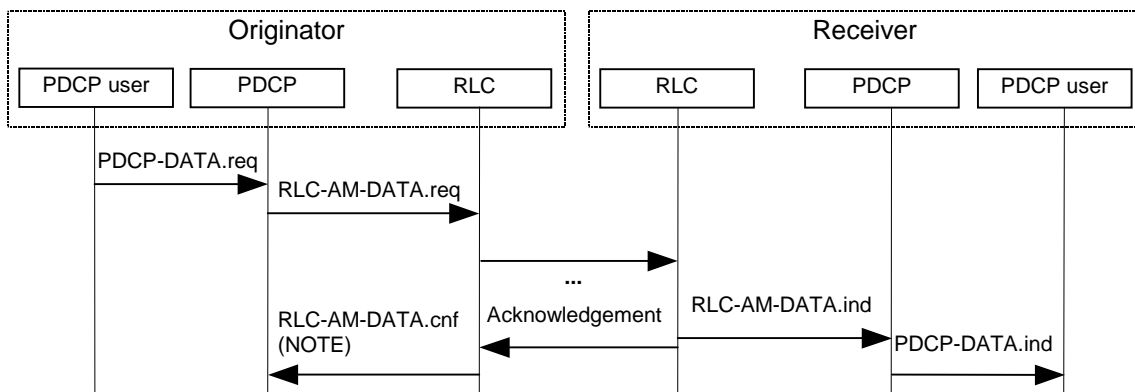 Originator
Receiver
PDCP user
PDCP
RLC
RLC
PDCP
PDCP user
PDCP-DATA.req
RLC-AM-DATA.req
...
Acknowledgement
RLC-AM-DATA.ind
RLC-AM-DATA.cnf
(NOTE)
PDCP-DATA.ind